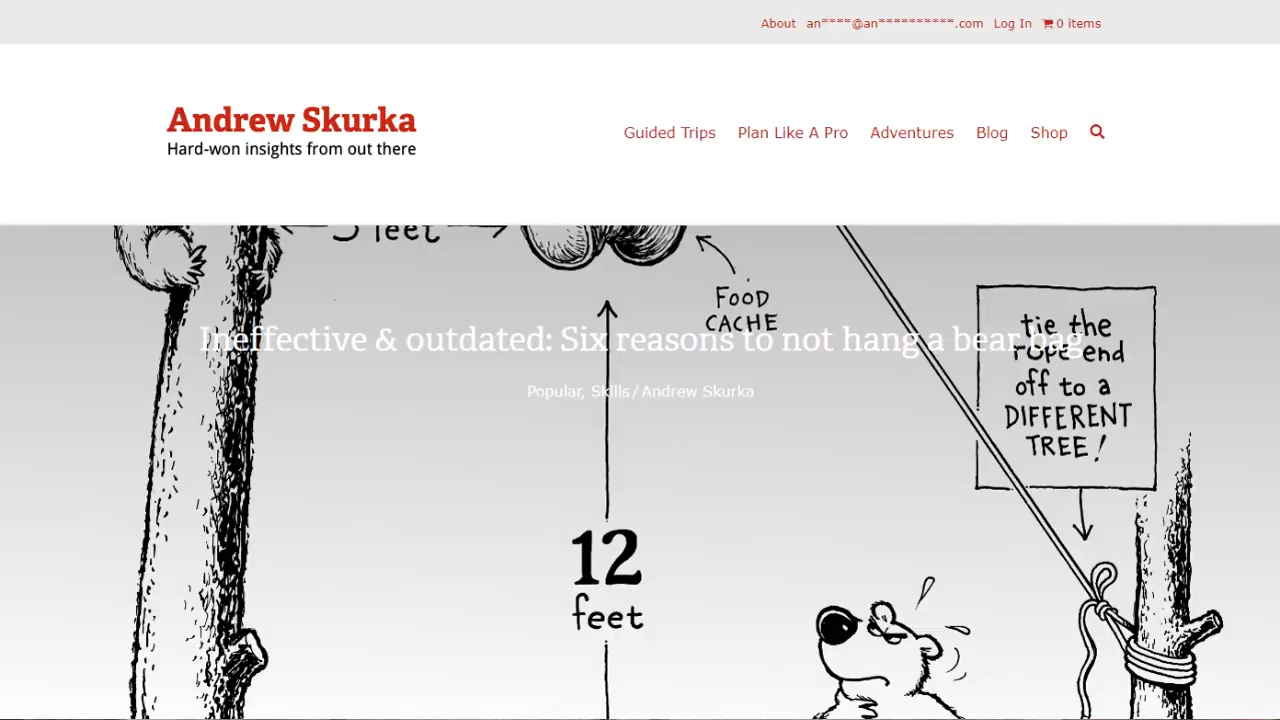 About an****@an**********.com Log In 0 items
Andrew Skurka
Hard-won insights from out there
Guided Trips Plan Like A Pro Adventures Blog Shop
feet
FOOD
CACHE
Ineffective & outdated: Six reasons to not hang a bear bag
Popular, Skills / Andrew Skurka
tie the
rope end
off to a
DIFFERENT
TREE!
12
feet